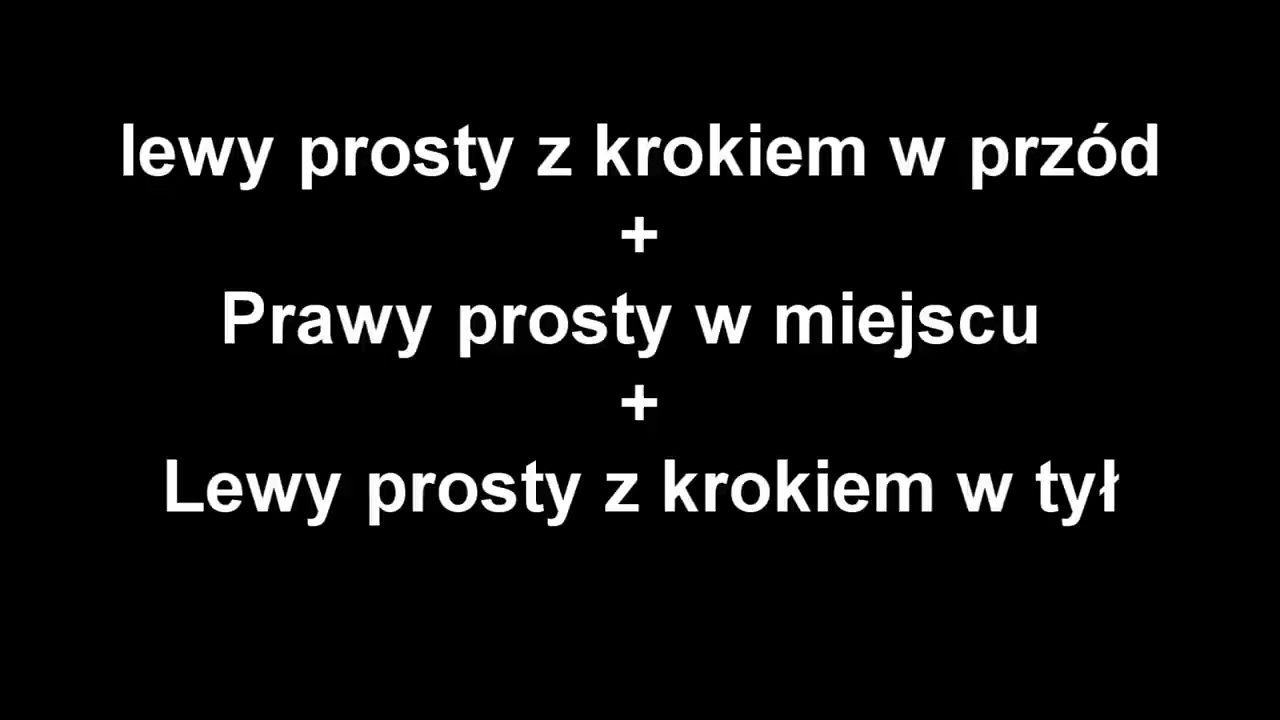 lewy prosty z krokiem w przód
+
Prawy prosty w miejscu
+
Lewy prosty z krokiem w tył